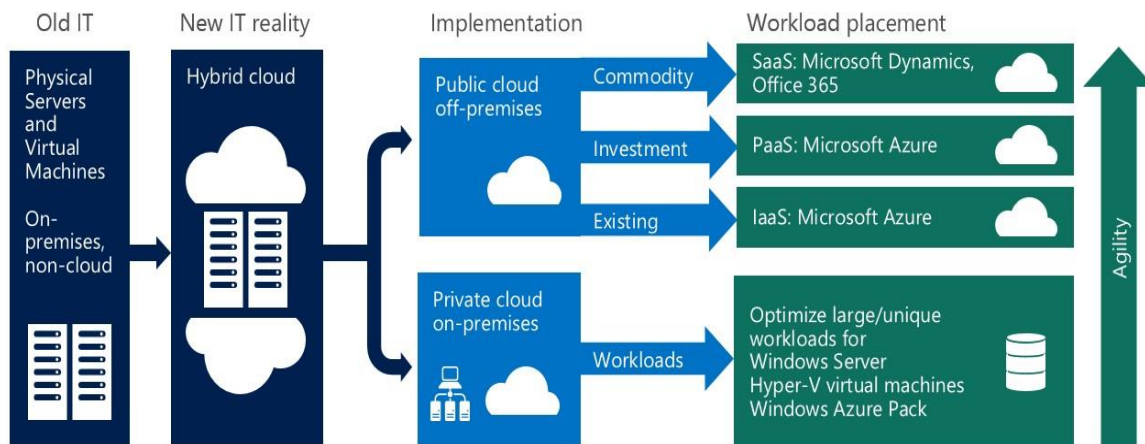 Old IT
New IT reality
Implementation
Workload placement
Physical
Servers
and
Virtual
Machines
On-
premises,
non-cloud
Hybrid cloud
Public cloud
off-premises
Commodity
Investment
Existing
SaaS: Microsoft Dynamics,
Office 365
PaaS: Microsoft Azure
IaaS: Microsoft Azure
Private cloud
on-premises
Workloads
Optimize large/unique
workloads for
Windows Server
Hyper-V virtual machines
Windows Azure Pack
Agility